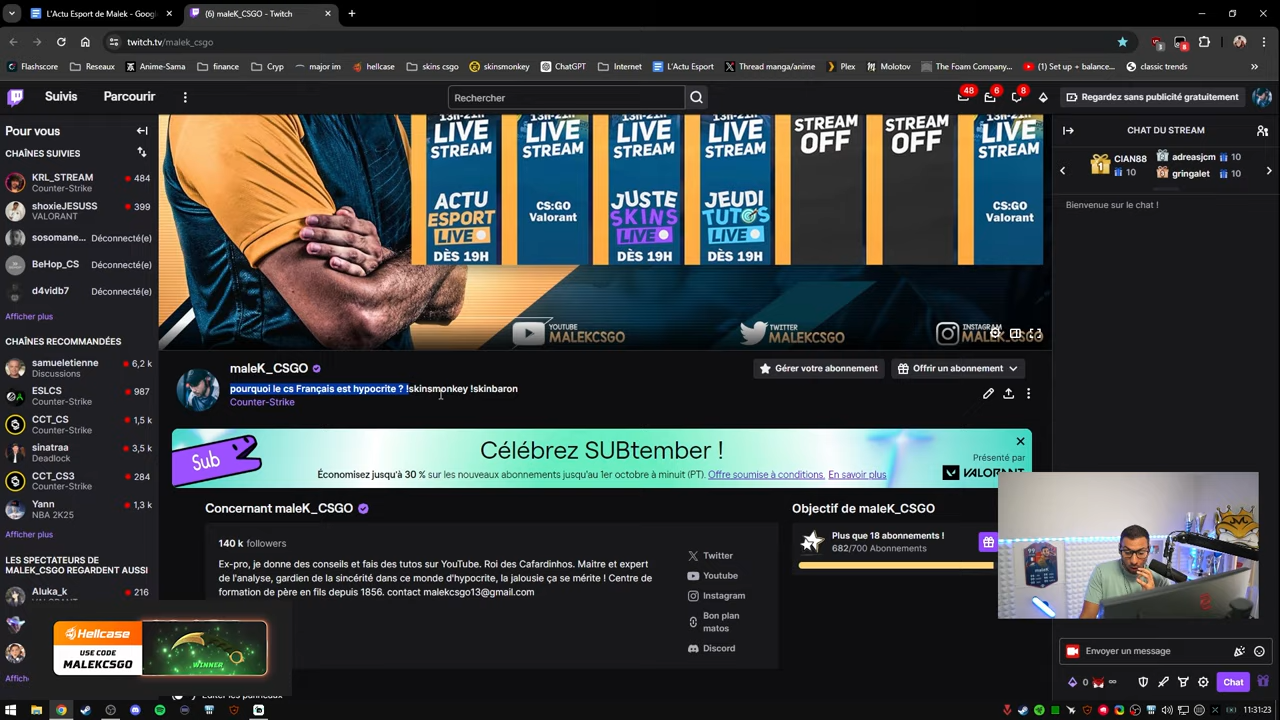 L'Actu Esport de Malek - Googl
(6) maleK_CSGO - Twitch
twitch.tv/malek_csgo
Flashscore
Reseaux
Anime-Sama
finance
Cryp
major im
hellcase
skins csgo
skinsmonkey
ChatGPT
Internet
L'Actu Esport
Thread manga/anime
Plex
Molotov
The Foam Company...
(1) Set up + balance...
classic trends
Suivis
Parcourir
Rechercher
48
6
8
Regardez sans publicité gratuitement
Pour vous
CHAÎNES SUIVIES
KRL_STREAM
484
Counter-Strike
shoxieJESUSS
399
VALORANT
sosomane...
Déconnecté(e)
BeHop_CS
Déconnecté(e)
d4vidb7
Déconnecté(e)
Afficher plus
CHAÎNES RECOMMANDÉES
samueletienne
6,2 k
Discussions
ESLCS
987
Counter-Strike
CCT_CS
1,5 k
Counter-Strike
sinatraa
3,5 k
Deadlock
CCT_CS3
284
Counter-Strike
Yann
1,3 k
NBA 2K25
Afficher plus
LES SPECTATEURS DE
MALEK_CSGO REGARDENT AUSSI
Aluka_k
216
13H-21H
LIVE
STREAM
ACTU
ESPORT
LIVE
DÈS 19H
LIVE
STREAM
CS:GO
Valorant
LIVE
STREAM
JUSTE
SKINS
LIVE
DÈS 19H
13H-21H
LIVE
STREAM
JEUDI
TUTOS
LIVE
DÈS 19H
STREAM
OFF
STREAM
OFF
LIVE
STREAM
CS:GO
Valorant
YOUTUBE
MALEKCSGO
TWITTER
MALEKCSGO
INSTAGRAM
MALEKCSGO
maleK_CSGO
pourquoi le cs Français est hypocrite ? !skinsmonkey !skinbaron
Counter-Strike
Gérer votre abonnement
Offrir un abonnement
Sub
Célébrez SUBtember !
Économisez jusqu'à 30 % sur les nouveaux abonnements jusqu'au 1er octobre à minuit (PT). Offre soumise à conditions. En savoir plus
Présenté par
VALORANT
Concernant maleK_CSGO
140 k followers
Ex-pro, je donne des conseils et fais des tutos sur YouTube. Roi des Cafardinhos. Maitre et expert
de l'analyse, gardien de la sincérité dans ce monde d'hypocrite, la jalousie ça se mérite ! Centre de
formation de père en fils depuis 1856. contact malekcsgo13@gmail.com
Twitter
Youtube
Instagram
Bon plan
matos
Discord
Objectif de maleK_CSGO
Plus que 18 abonnements !
682/700 Abonnements
CHAT DU STREAM
1
CIAN88
10
adreasjcm
10
gringalet
10
Bienvenue sur le chat !
Hellcase
USE CODE
MALEKCSGO
WINNER
Envoyer un message
0
Chat
11:31:23